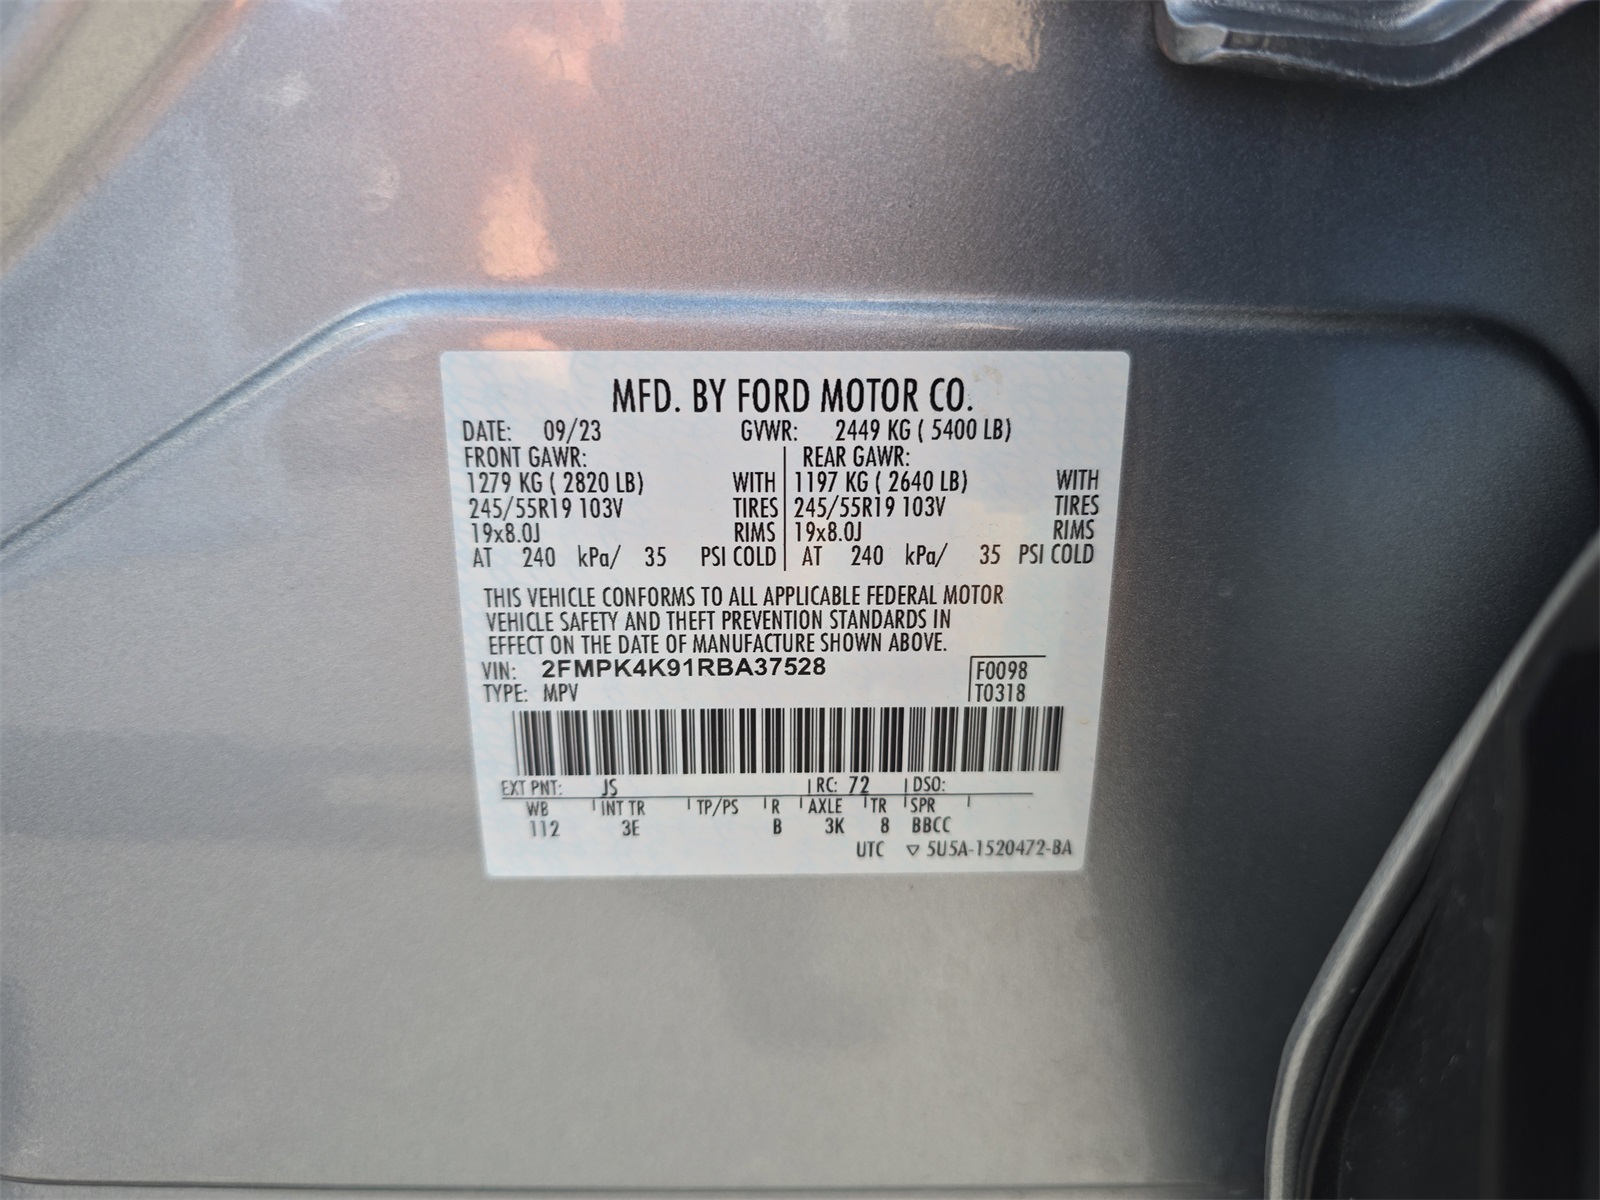 MFD. BY FORD MOTOR CO.
DATE: 09/23 GVWR: 2449 KG ( 5400 LB)
FRONT GAWR: REAR GAWR:
1279 KG ( 2820 LB) WITH 1197 KG ( 2640 LB) WITH
245/55R19 103V TIRES 245/55R19 103V TIRES
19x8.0J RIMS 19x8.0J RIMS
AT 240 kPa/ 35 PSI COLD AT 240 kPa/ 35 PSI COLD
THIS VEHICLE CONFORMS TO ALL APPLICABLE FEDERAL MOTOR
VEHICLE SAFETY AND THEFT PREVENTION STANDARDS IN
EFFECT ON THE DATE OF MANUFACTURE SHOWN ABOVE.
VIN: 2FMPK4K91RBA37528 F0098
TYPE: MPV T0318
EXT PNT: JS RC: 72 DSO:
WB INT TR TP/PS R AXLE TR SPR
112 3E B 3K 8 BBCC
UTC ▽ 5U5A-1520472-BA